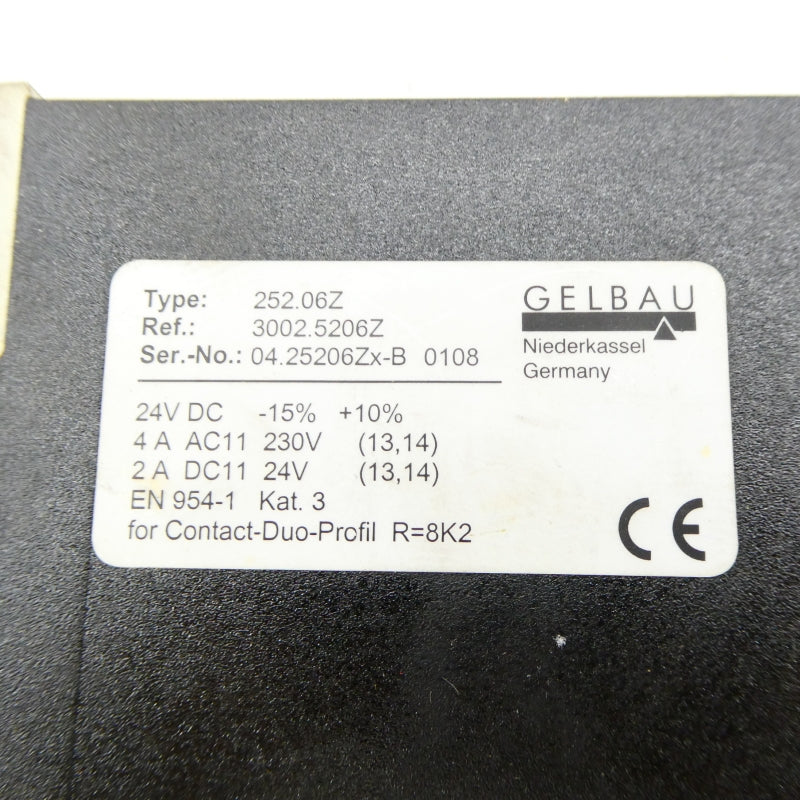 Type: 252.06Z
Ref.: 3002.5206Z
Ser.-No.: 04.25206Zx-B 0108
GELBAU
Niederkassel
Germany
24V DC -15% +10%
4 A AC11 230V (13,14)
2 A DC11 24V (13,14)
EN 954-1 Kat. 3
for Contact-Duo-Profil R=8K2
CE